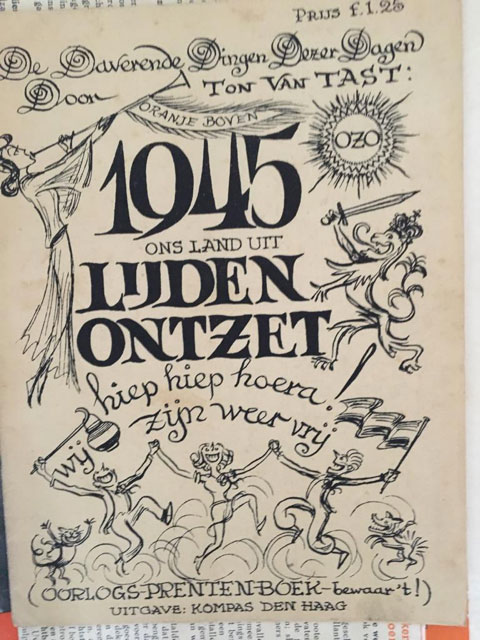 PRIJS f.1.25
De Daverende Dingen Dezer Dagen
Door TON VAN TAST:
ORANJE BOVEN
OZO
1945
ONS LAND UIT
LIJDEN
ONTZET
hiep hiep hoera!
wij zijn weer vrij
(OORLOGS-PRENTEN-BOEK-bewaar 't!)
UITGAVE: KOMPAS DEN HAAG